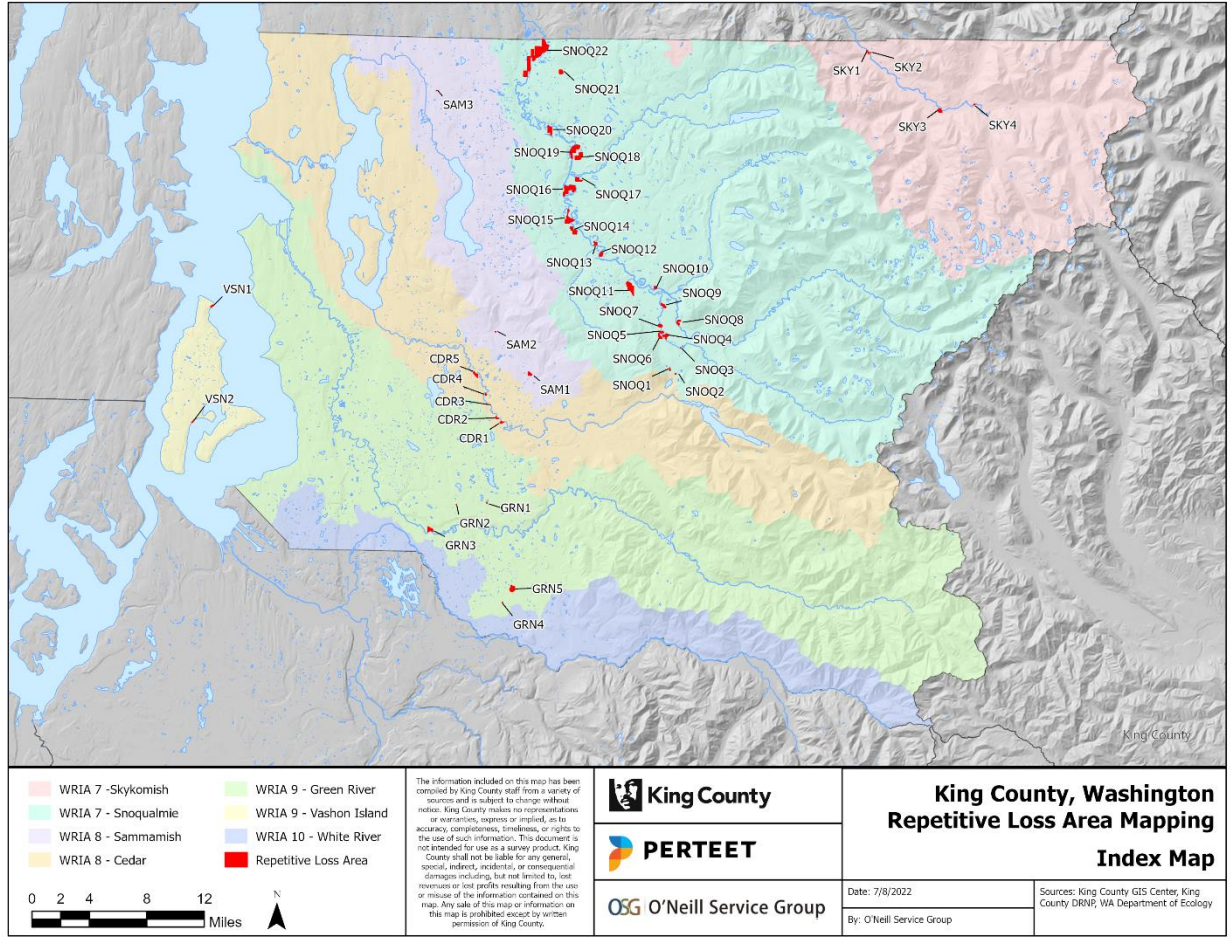 SNOQ22
SKY1
SKY2
SNOQ21
SAM3
SKY3
SKY4
SNOQ20
SNOQ19
SNOQ18
SNOQ16
SNOQ17
SNOQ15
SNOQ14
SNOQ12
SNOQ13
SNOQ10
SNOQ11
SNOQ9
VSN1
SNOQ7
SNOQ8
SNOQ5
SNOQ4
SAM2
SNOQ6
CDR5
SNOQ3
CDR4
SNOQ1
SAM1
SNOQ2
VSN2
CDR3
CDR2
CDR1
GRN1
GRN2
GRN3
GRN5
GRN4
King County
WRIA 7 -Skykomish
WRIA 7 - Snoqualmie
WRIA 8 - Sammamish
WRIA 8 - Cedar
WRIA 9 - Green River
WRIA 9 - Vashon Island
WRIA 10 - White River
Repetitive Loss Area
0 4 8 12
Miles
N
The information included on this map has been
compiled by King County staff from a variety of
sources and is subject to change without
notice. King County makes no representations
or warranties, express or implied, as to
accuracy, completeness, timeliness, or rights to
the use of such information. This document is
not intended for use as a survey product. King
County shall not be liable for any general,
special, indirect, incidental, or consequential
damages including, but not limited to, lost
revenues or lost profits resulting from the use
or misuse of the information contained on this
map. Any sale of this map or information on
this map is prohibited except by written
permission of King County.
King County
PERTEET
OSG O'Neill Service Group
King County, Washington
Repetitive Loss Area Mapping
Index Map
Date: 7/8/2022
By: O'Neill Service Group
Sources: King County GIS Center, King
County DRNP, WA Department of Ecology